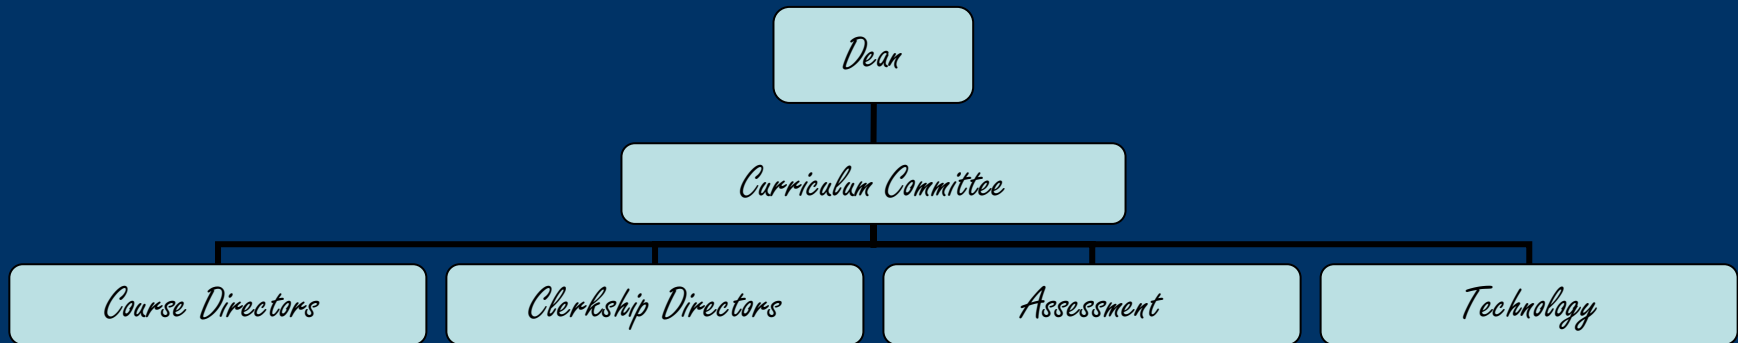 Dean
Curriculum Committee
Course Directors
Clerkship Directors
Assessment
Technology